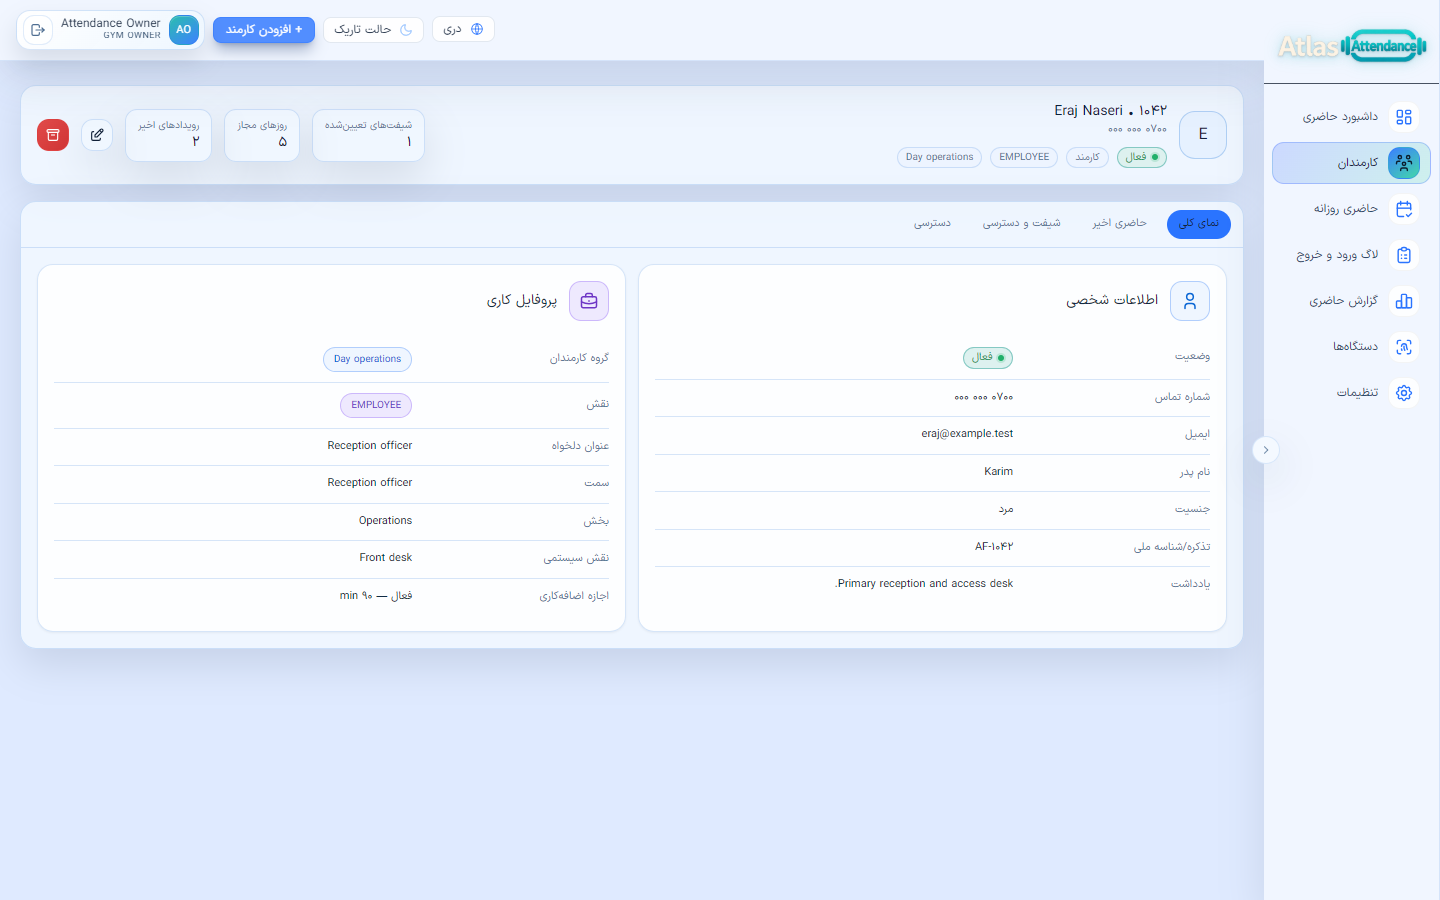 Atlas Attendance
داشبورد حاضری
کارمندان
حاضری روزانه
لاگ ورود و خروج
گزارش حاضری
دستگاه‌ها
تنظیمات
دری
حالت تاریک
+ افزودن کارمند
AO
Attendance Owner
GYM OWNER
E
Eraj Naseri • ۱۰۴۲
۰۷۰۰ ۰۰۰ ۰۰۰
فعال
کارمند
EMPLOYEE
Day operations
شیفت‌های تعیین‌شده
۱
روزهای مجاز
۵
رویدادهای اخیر
۲
نمای کلی
حاضری اخیر
شیفت و دسترسی
دسترسی
اطلاعات شخصی
وضعیت
فعال
شماره تماس
۰۷۰۰ ۰۰۰ ۰۰۰
ایمیل
eraj@example.test
نام پدر
Karim
جنسیت
مرد
تذکره/شناسه ملی
AF-۱۰۴۲
یادداشت
Primary reception and access desk.
پروفایل کاری
گروه کارمندان
Day operations
نقش
EMPLOYEE
عنوان دلخواه
Reception officer
سمت
Reception officer
بخش
Operations
نقش سیستمی
Front desk
اجازه اضافه‌کاری
فعال — ۹۰ min